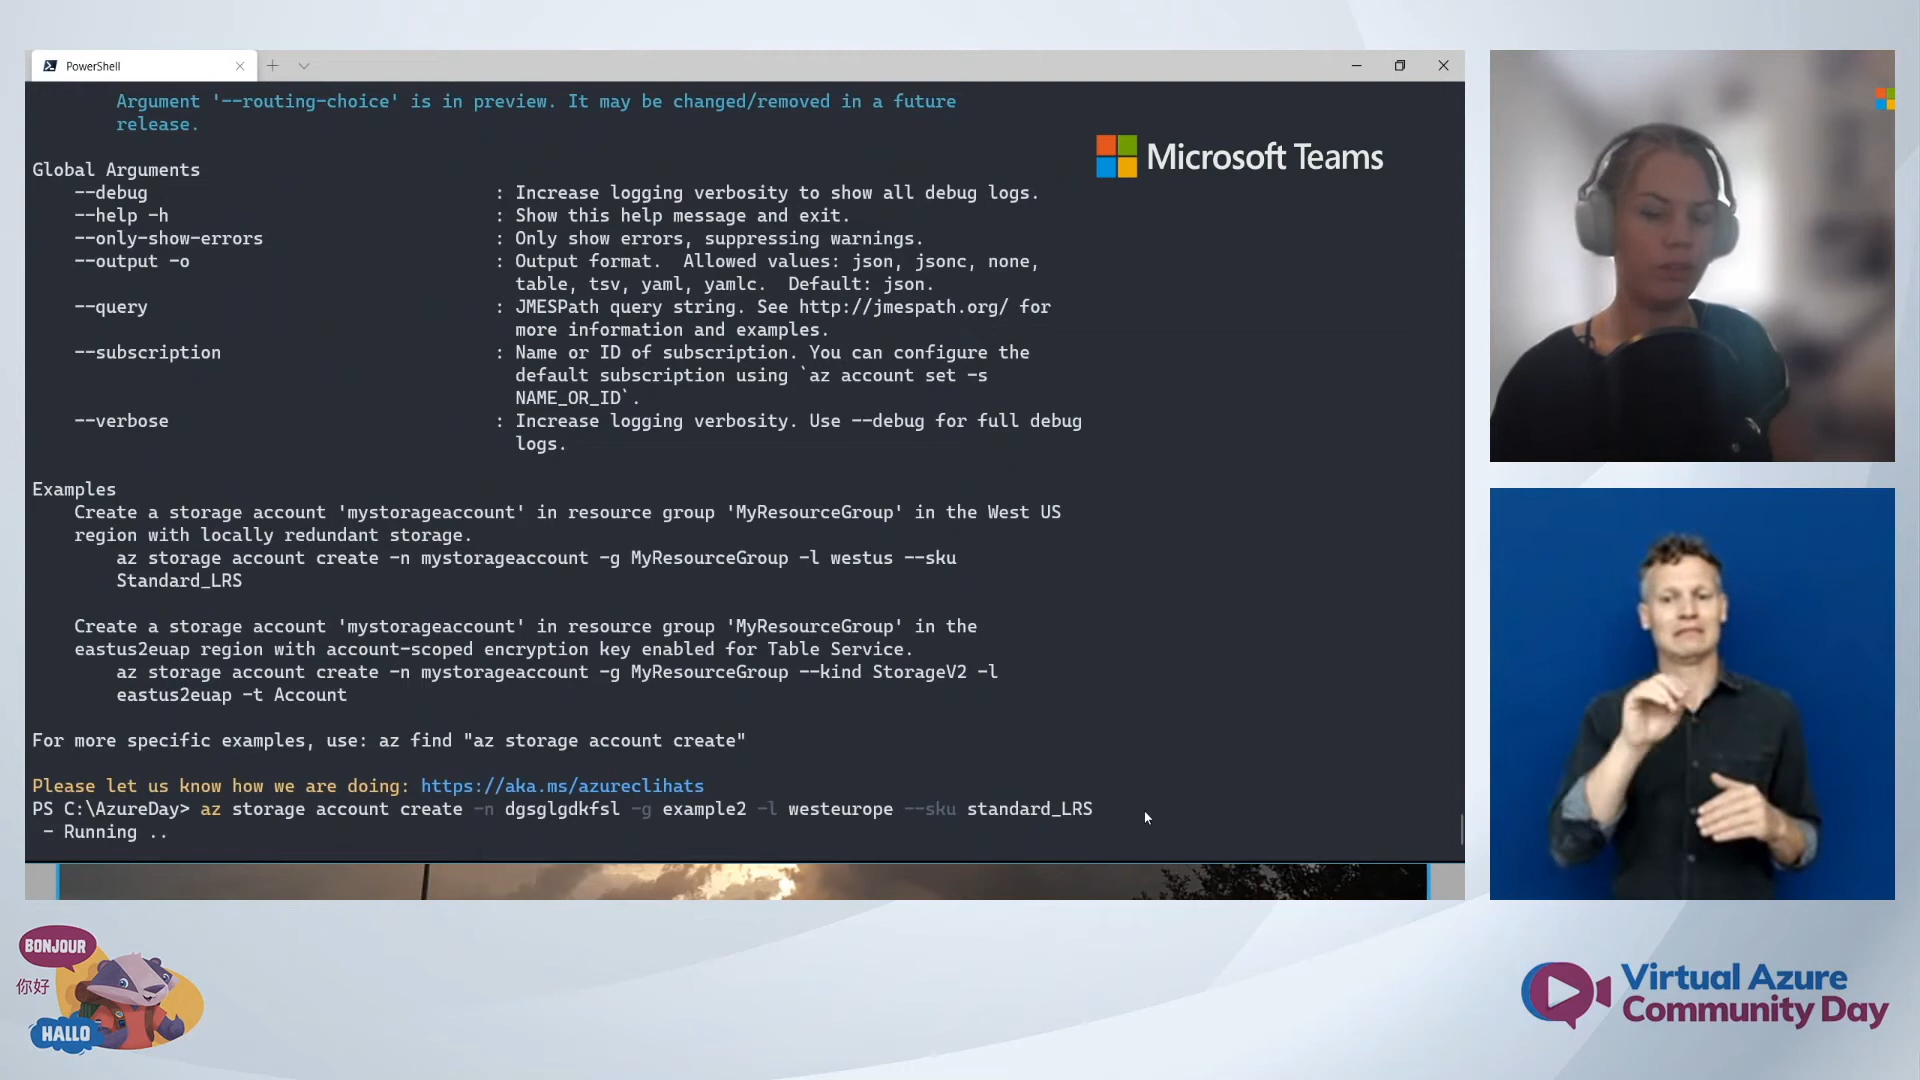 PowerShell
Argument '--routing-choice' is in preview. It may be changed/removed in a future
release.
Microsoft Teams
Global Arguments
--debug : Increase logging verbosity to show all debug logs.
--help -h : Show this help message and exit.
--only-show-errors : Only show errors, suppressing warnings.
--output -o : Output format. Allowed values: json, jsonc, none,
table, tsv, yaml, yamlc. Default: json.
--query : JMESPath query string. See http://jmespath.org/ for
more information and examples.
--subscription : Name or ID of subscription. You can configure the
default subscription using `az account set -s
NAME_OR_ID`.
--verbose : Increase logging verbosity. Use --debug for full debug
logs.
Examples
Create a storage account 'mystorageaccount' in resource group 'MyResourceGroup' in the West US
region with locally redundant storage.
az storage account create -n mystorageaccount -g MyResourceGroup -l westus --sku
Standard_LRS
Create a storage account 'mystorageaccount' in resource group 'MyResourceGroup' in the
eastus2euap region with account-scoped encryption key enabled for Table Service.
az storage account create -n mystorageaccount -g MyResourceGroup --kind StorageV2 -l
eastus2euap -t Account
For more specific examples, use: az find "az storage account create"
Please let us know how we are doing: https://aka.ms/azureclihats
PS C:\AzureDay> az storage account create -n dgsglgdkfsl -g example2 -l westeurope --sku standard_LRS
- Running ..
BONJOUR
你好
HALLO
Virtual Azure
Community Day